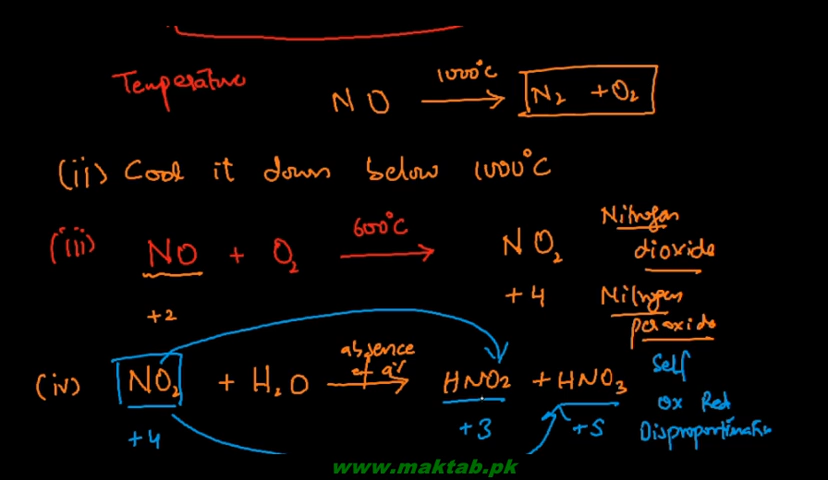 Temperature
NO 1000°C → N2 + O2
(ii) Cool it down below 1000°C
(iii) NO + O2 600°C → NO2 Nitrogen dioxide
+2 +4 Nitrogen peroxide
(iv) NO2 + H2O absence of air → HNO2 + HNO3 Self
+4 +3 +5 Ox Red
Disproportination
www.maktab.pk